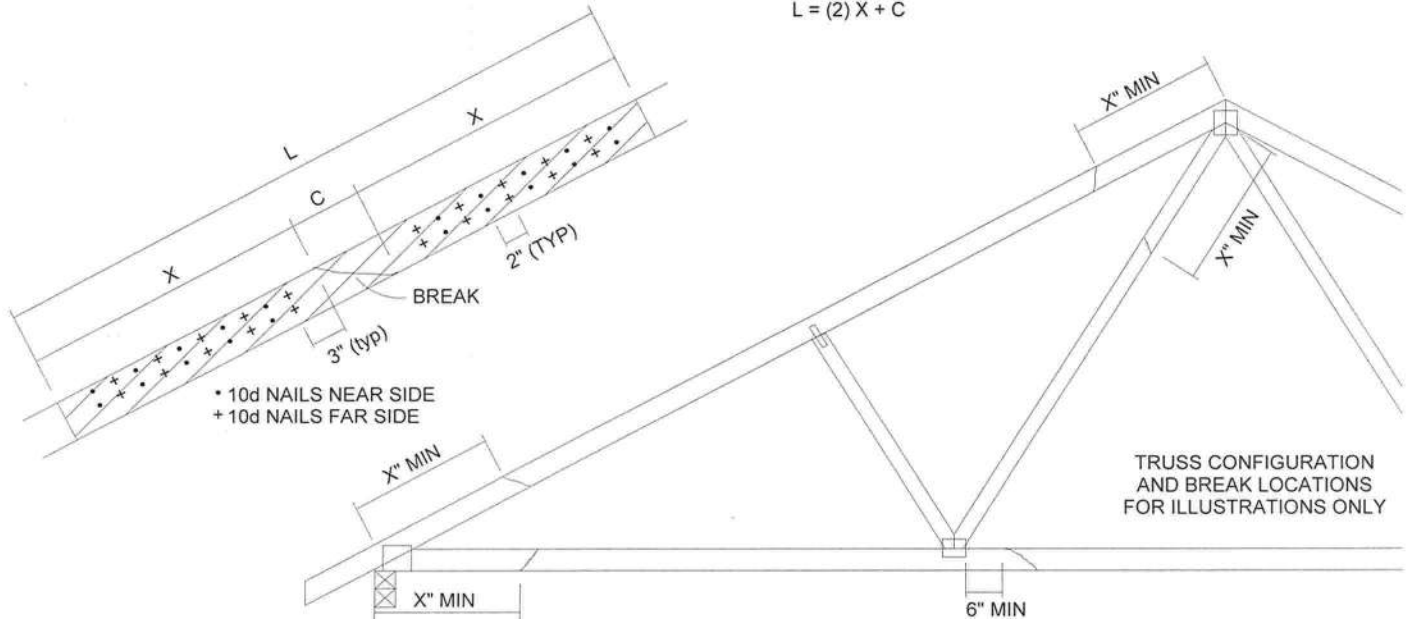 L = (2) X + C
L
X
C
X
2" (TYP)
BREAK
3" (typ)
• 10d NAILS NEAR SIDE
+ 10d NAILS FAR SIDE
X" MIN
X" MIN
X" MIN
TRUSS CONFIGURATION
AND BREAK LOCATIONS
FOR ILLUSTRATIONS ONLY
X" MIN
6" MIN